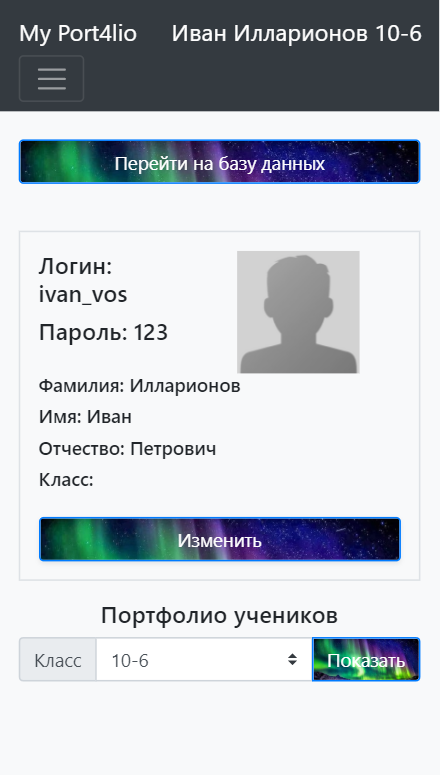 My Port4lio
Иван Илларионов 10-6
Перейти на базу данных
Логин:
ivan_vos
Пароль: 123
Фамилия: Илларионов
Имя: Иван
Отчество: Петрович
Класс:
Изменить
Портфолио учеников
Класс
10-6
Показать